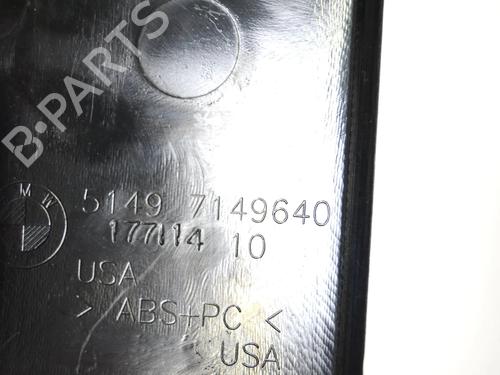 B-PARTS
M W
5149 7149640
177114 10
USA
> ABS+PC <
USA